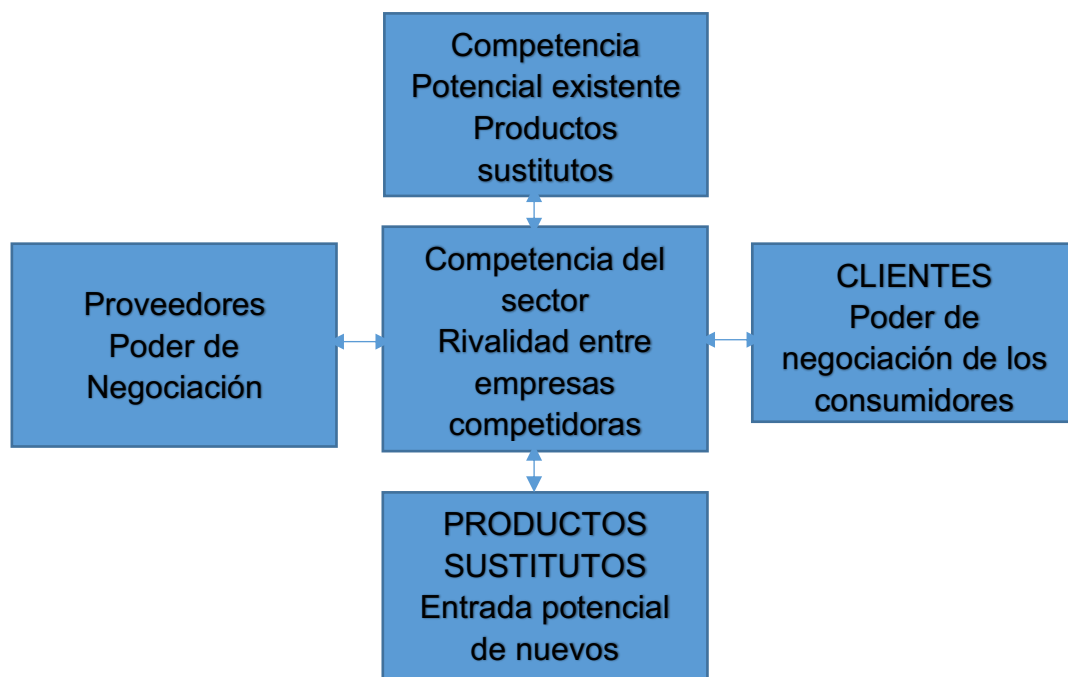 Competencia
Potencial existente
Productos
sustitutos
Proveedores
Poder de
Negociación
Competencia del
sector
Rivalidad entre
empresas
competidoras
CLIENTES
Poder de
negociación de los
consumidores
PRODUCTOS
SUSTITUTOS
Entrada potencial
de nuevos